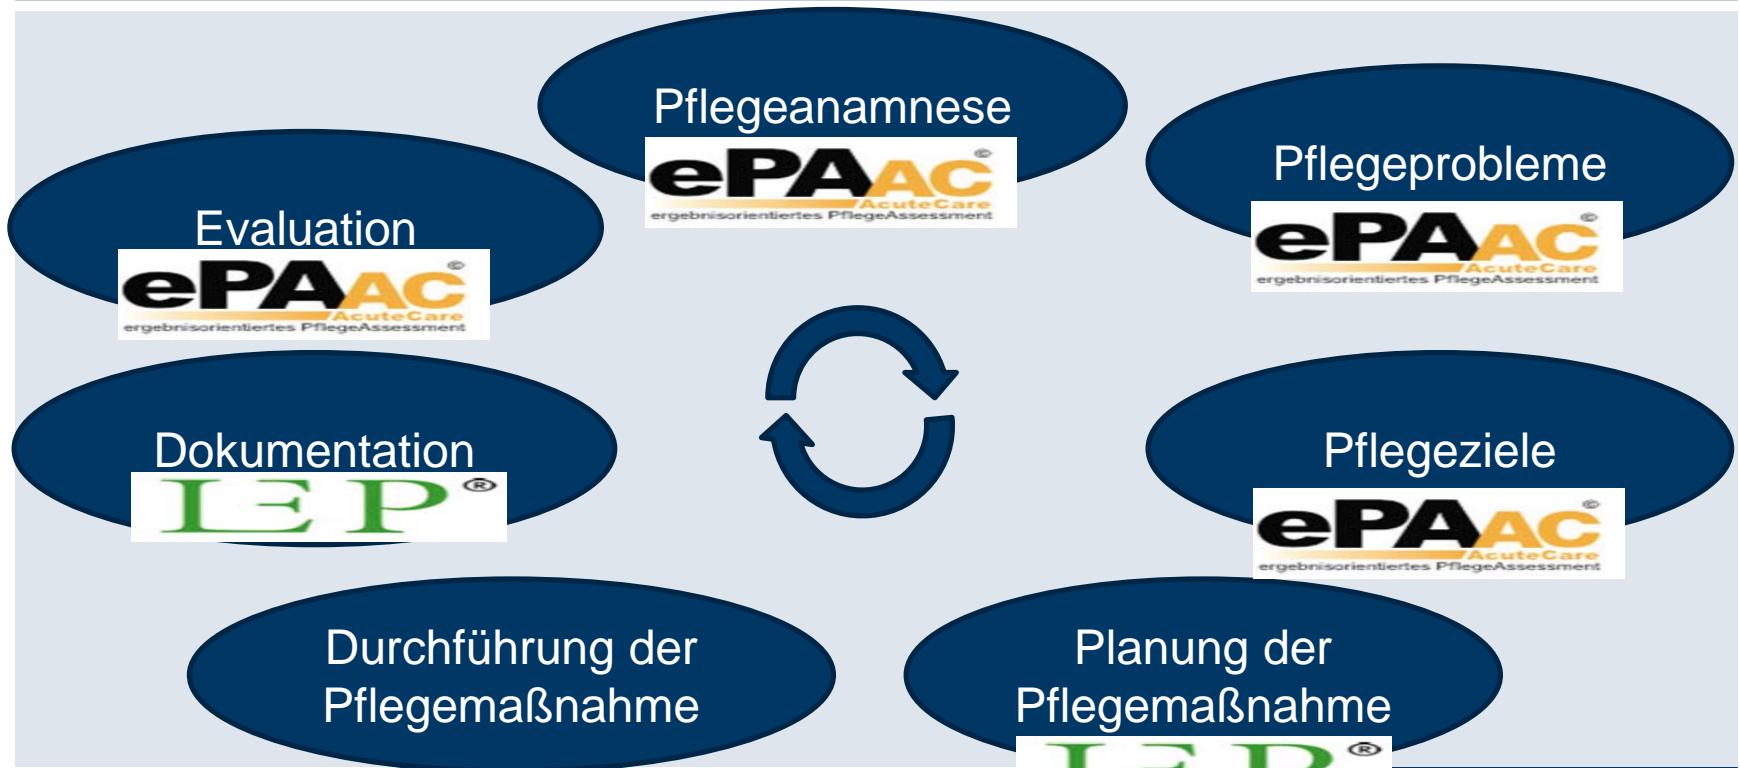 Pflegeanamnese
ePAAC©
AcuteCare
ergebnisorientiertes PflegeAssessment
Pflegeprobleme
ePAAC©
AcuteCare
ergebnisorientiertes PflegeAssessment
Pflegeziele
ePAAC©
AcuteCare
ergebnisorientiertes PflegeAssessment
Planung der
Pflegemaßnahme
LEP®
Durchführung der
Pflegemaßnahme
Dokumentation
LEP®
Evaluation
ePAAC©
AcuteCare
ergebnisorientiertes PflegeAssessment